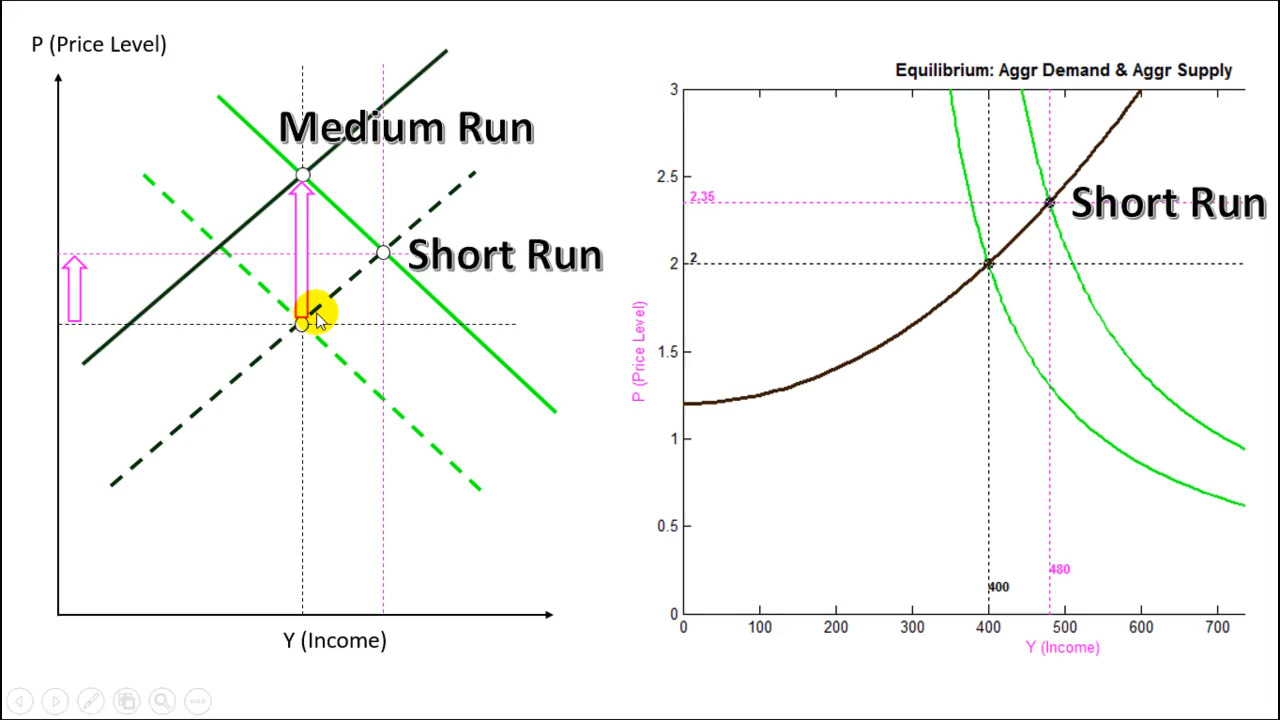 P (Price Level)
Medium Run
Short Run
Y (Income)
Equilibrium: Aggr Demand & Aggr Supply
3
2.5
2.35
Short Run
2
2
1.5
P (Price Level)
1
0.5
480
400
0
0
100
200
300
400
500
600
700
Y (Income)